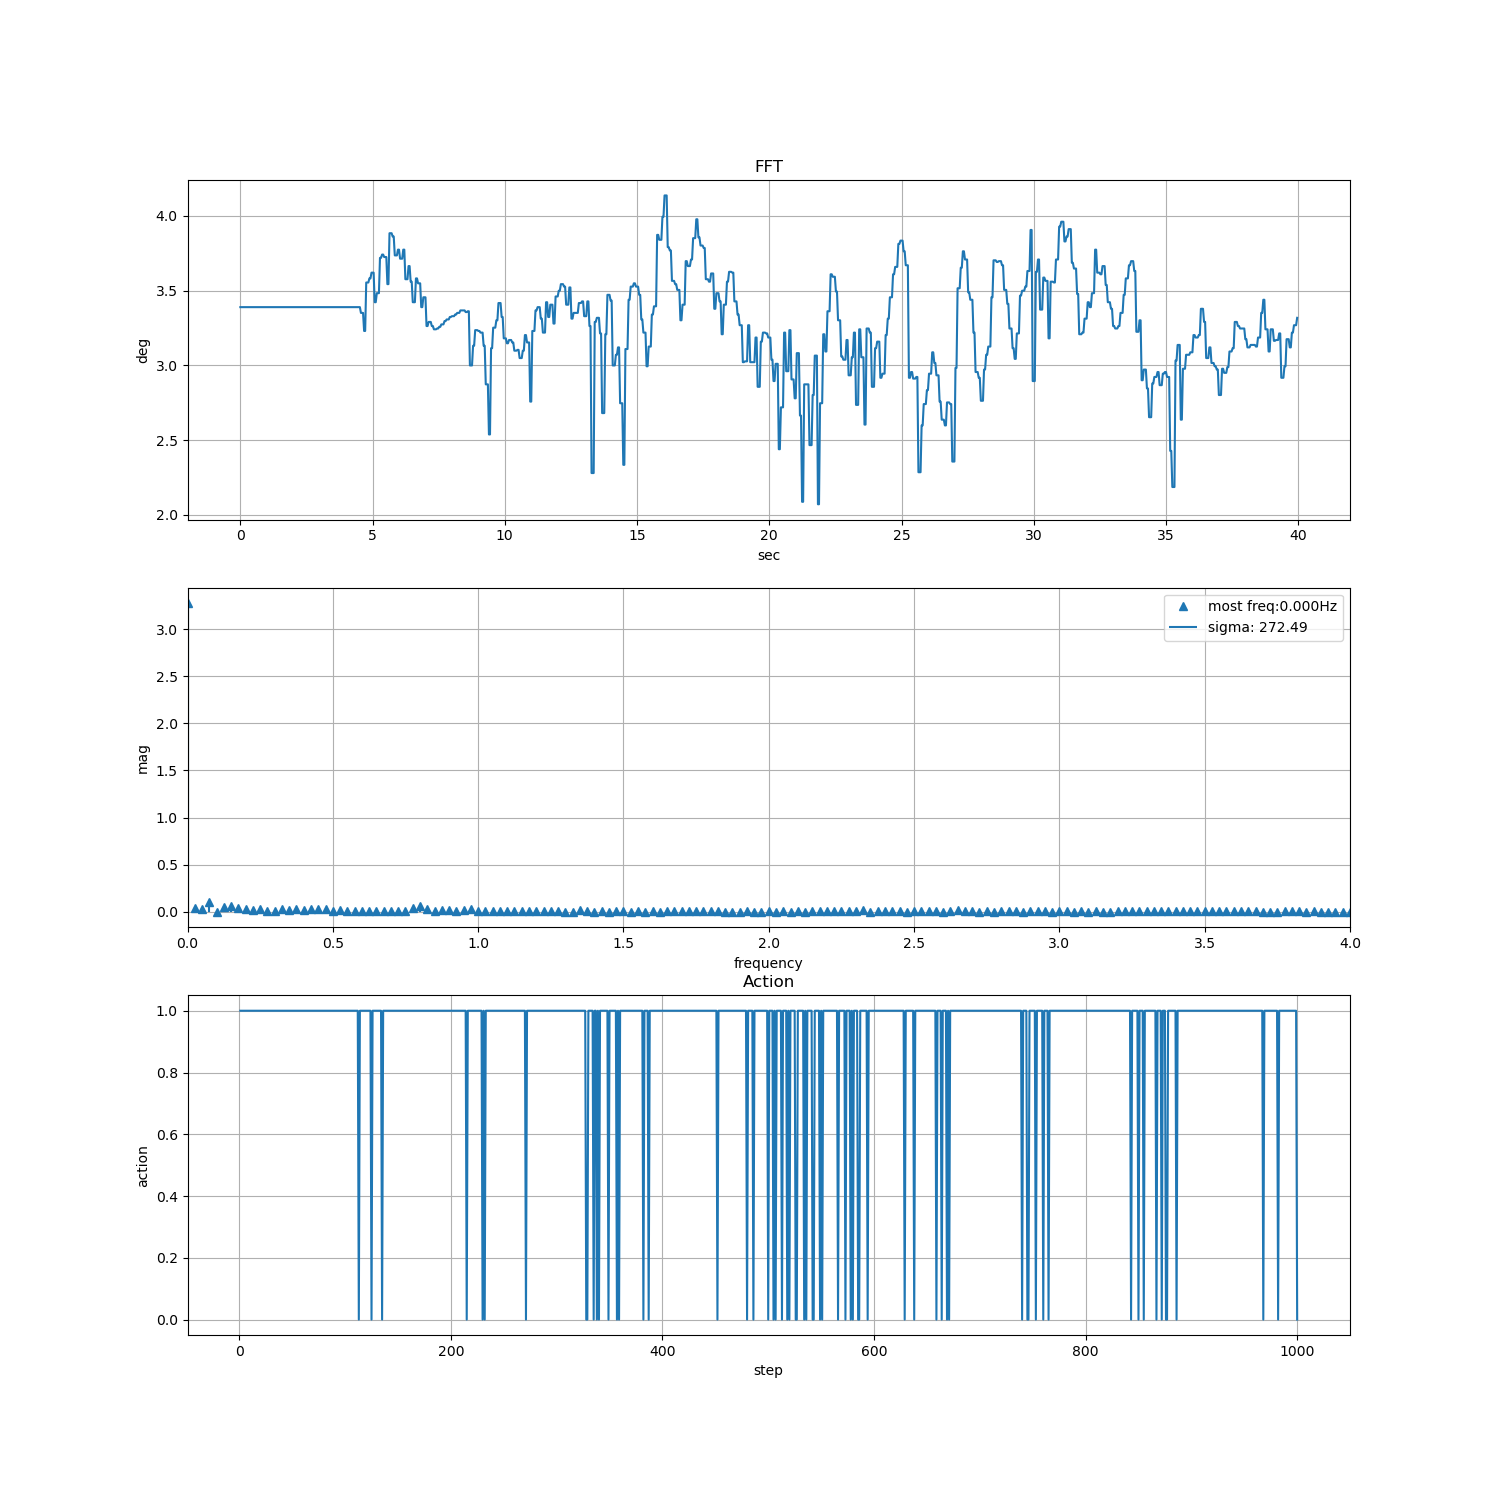 FFT
4.0
3.5
3.0
2.5
2.0
deg
0 5 10 15 20 25 30 35 40
sec
most freq:0.000Hz
sigma: 272.49
3.0
2.5
2.0
1.5
1.0
0.5
0.0
mag
0.0 0.5 1.0 1.5 2.0 2.5 3.0 3.5 4.0
frequency
Action
1.0
0.8
0.6
0.4
0.2
0.0
action
0 200 400 600 800 1000
step